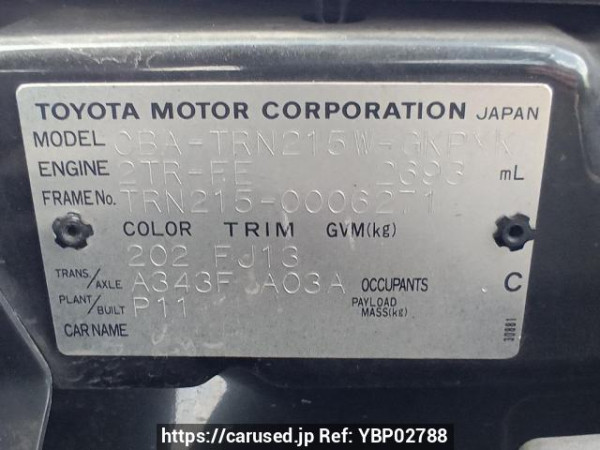 TOYOTA MOTOR CORPORATION JAPAN
MODEL CBA-TRN215W-GKPYK
ENGINE 2TR-FE 2693 mL
FRAME No. TRN215-0006271
COLOR TRIM GVM(kg)
202 FJ13
TRANS./AXLE A343F A03A OCCUPANTS C
PLANT/BUILT P11 PAYLOAD MASS(kg)
CAR NAME
30881
https://carused.jp Ref: YBP02788